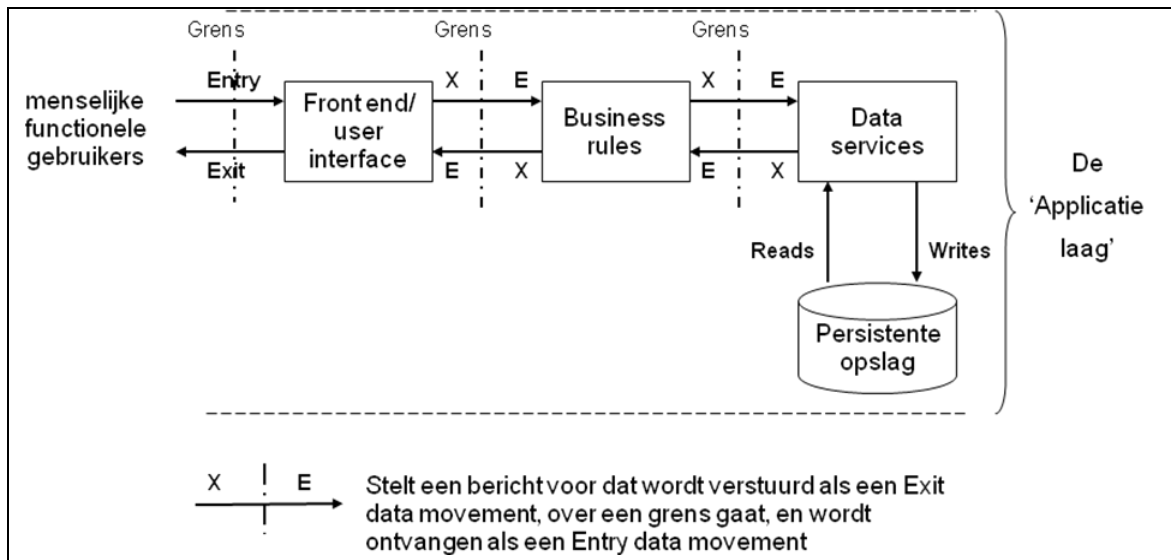 Grens
Grens
Grens
Entry
X
E
X
E
menselijke
functionele
gebruikers
Front end/
user
interface
Business
rules
Data
services
Exit
E
X
E
X
De
‘Applicatie
laag’
Reads
Writes
Persistente
opslag
X
E
Stelt een bericht voor dat wordt verstuurd als een Exit
data movement, over een grens gaat, en wordt
ontvangen als een Entry data movement